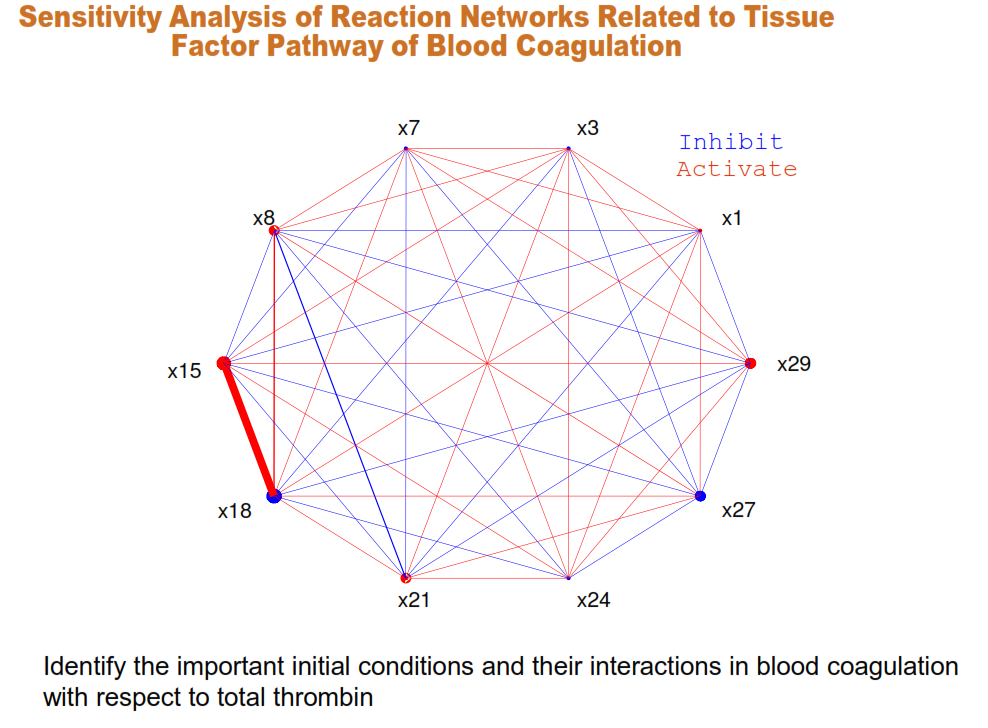 Sensitivity Analysis of Reaction Networks Related to Tissue
Factor Pathway of Blood Coagulation
x7
x3
Inhibit
Activate
x8
x1
x15
x29
x18
x27
x21
x24
Identify the important initial conditions and their interactions in blood coagulation
with respect to total thrombin